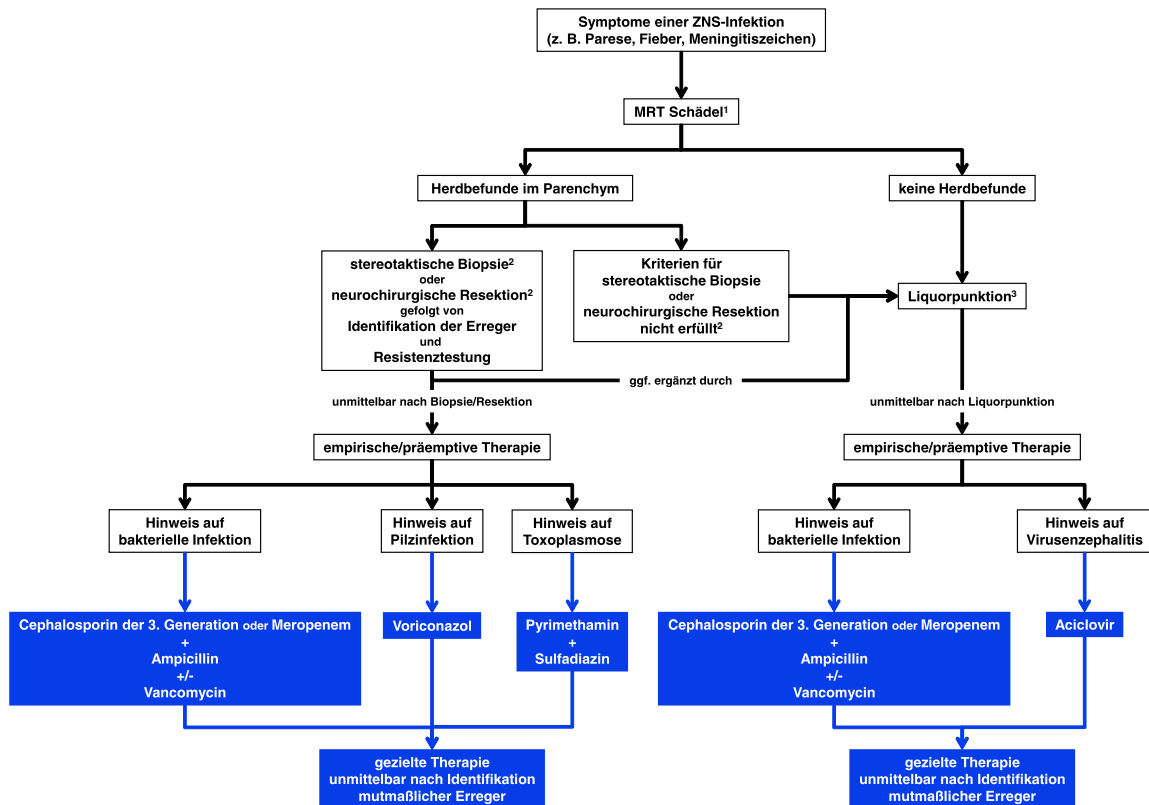 Symptome einer ZNS-Infektion
(z. B. Parese, Fieber, Meningitiszeichen)
MRT Schädel¹
Herdbefunde im Parenchym
keine Herdbefunde
stereotaktische Biopsie²
oder
neurochirurgische Resektion²
gefolgt von
Identifikation der Erreger
und
Resistenztestung
Kriterien für
stereotaktische Biopsie
oder
neurochirurgische Resektion
nicht erfüllt²
Liquorpunktion³
ggf. ergänzt durch
unmittelbar nach Biopsie/Resektion
unmittelbar nach Liquorpunktion
empirische/präemptive Therapie
empirische/präemptive Therapie
Hinweis auf
bakterielle Infektion
Hinweis auf
Pilzinfektion
Hinweis auf
Toxoplasmose
Hinweis auf
bakterielle Infektion
Hinweis auf
Virusenzephalitis
Cephalosporin der 3. Generation oder Meropenem
+
Ampicillin
+/-
Vancomycin
Voriconazol
Pyrimethamin
+
Sulfadiazin
Cephalosporin der 3. Generation oder Meropenem
+
Ampicillin
+/-
Vancomycin
Aciclovir
gezielte Therapie
unmittelbar nach Identifikation
mutmaßlicher Erreger
gezielte Therapie
unmittelbar nach Identifikation
mutmaßlicher Erreger